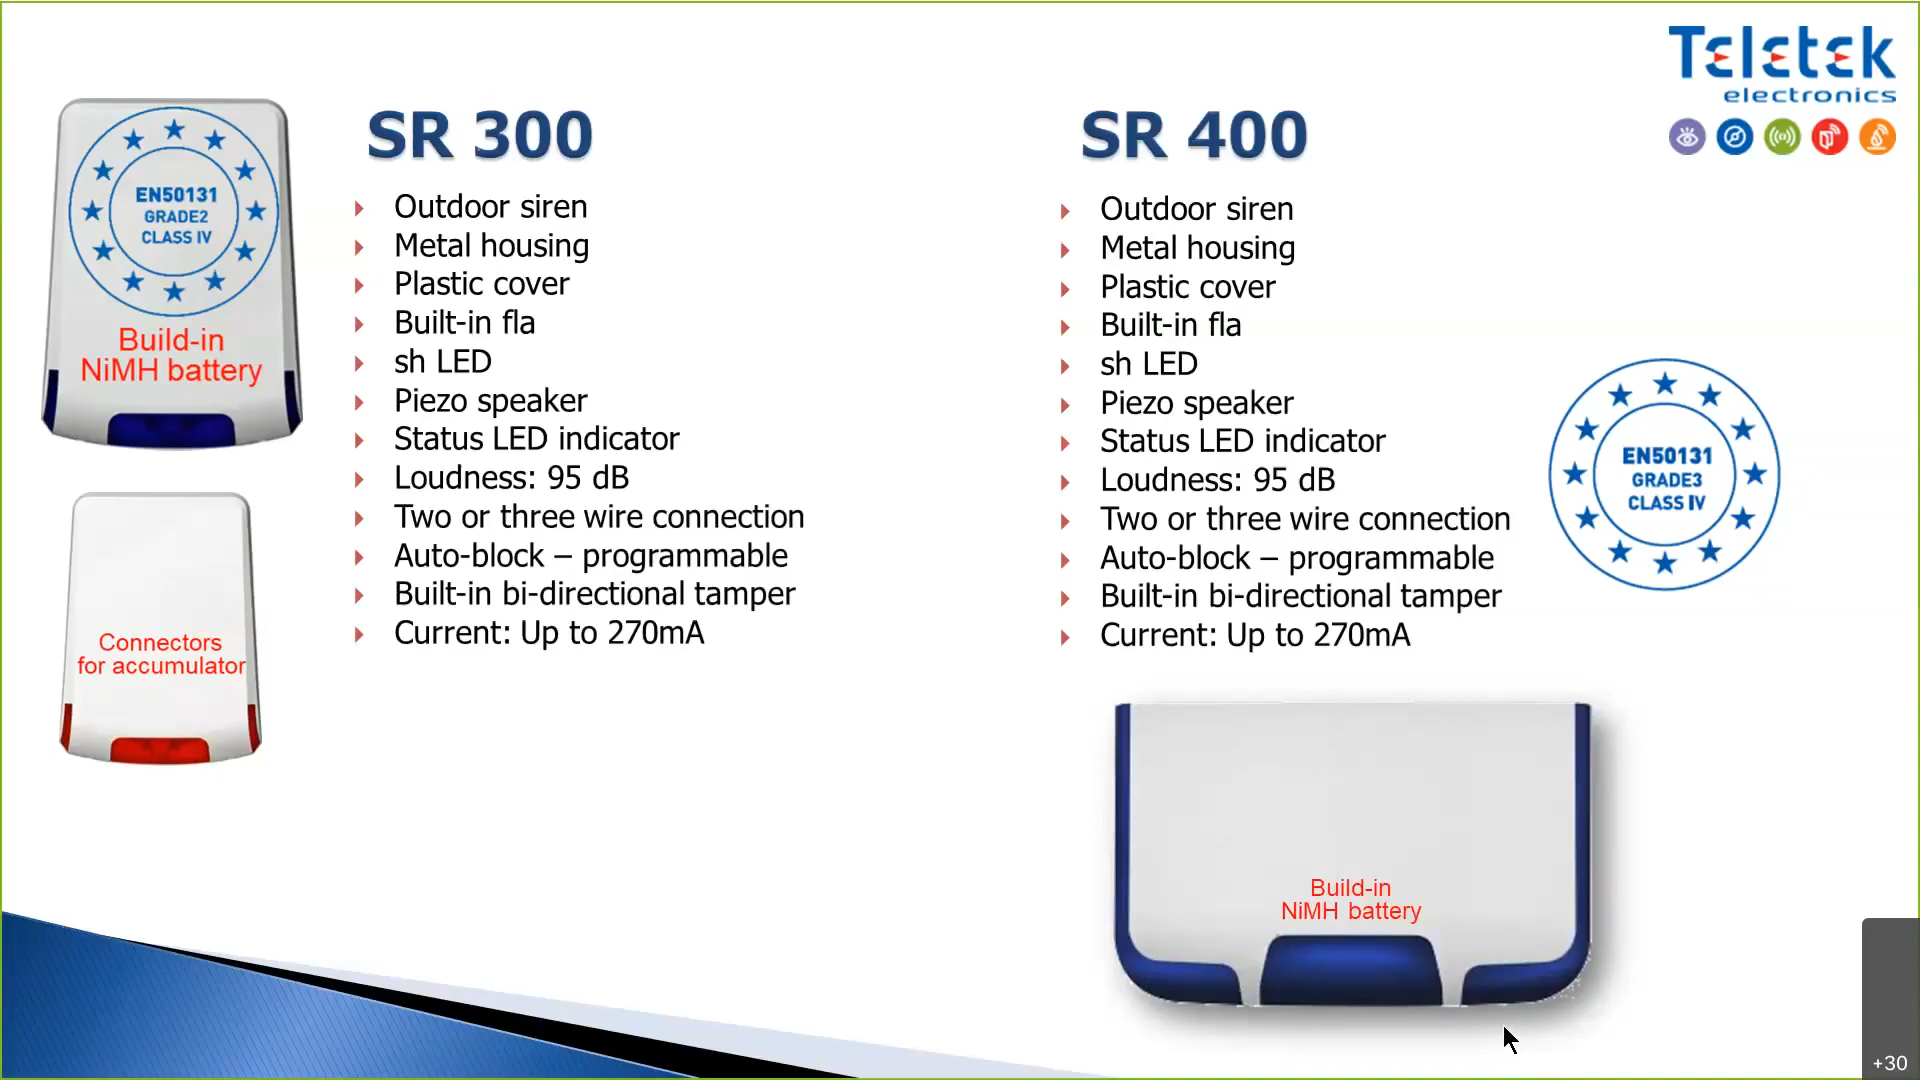 Teletek
electronics
SR 300
Outdoor siren
Metal housing
Plastic cover
Built-in fla
sh LED
Piezo speaker
Status LED indicator
Loudness: 95 dB
Two or three wire connection
Auto-block – programmable
Built-in bi-directional tamper
Current: Up to 270mA
EN50131
GRADE2
CLASS IV
Build-in
NiMH battery
Connectors
for accumulator
SR 400
Outdoor siren
Metal housing
Plastic cover
Built-in fla
sh LED
Piezo speaker
Status LED indicator
Loudness: 95 dB
Two or three wire connection
Auto-block – programmable
Built-in bi-directional tamper
Current: Up to 270mA
EN50131
GRADE3
CLASS IV
Build-in
NiMH battery
+30